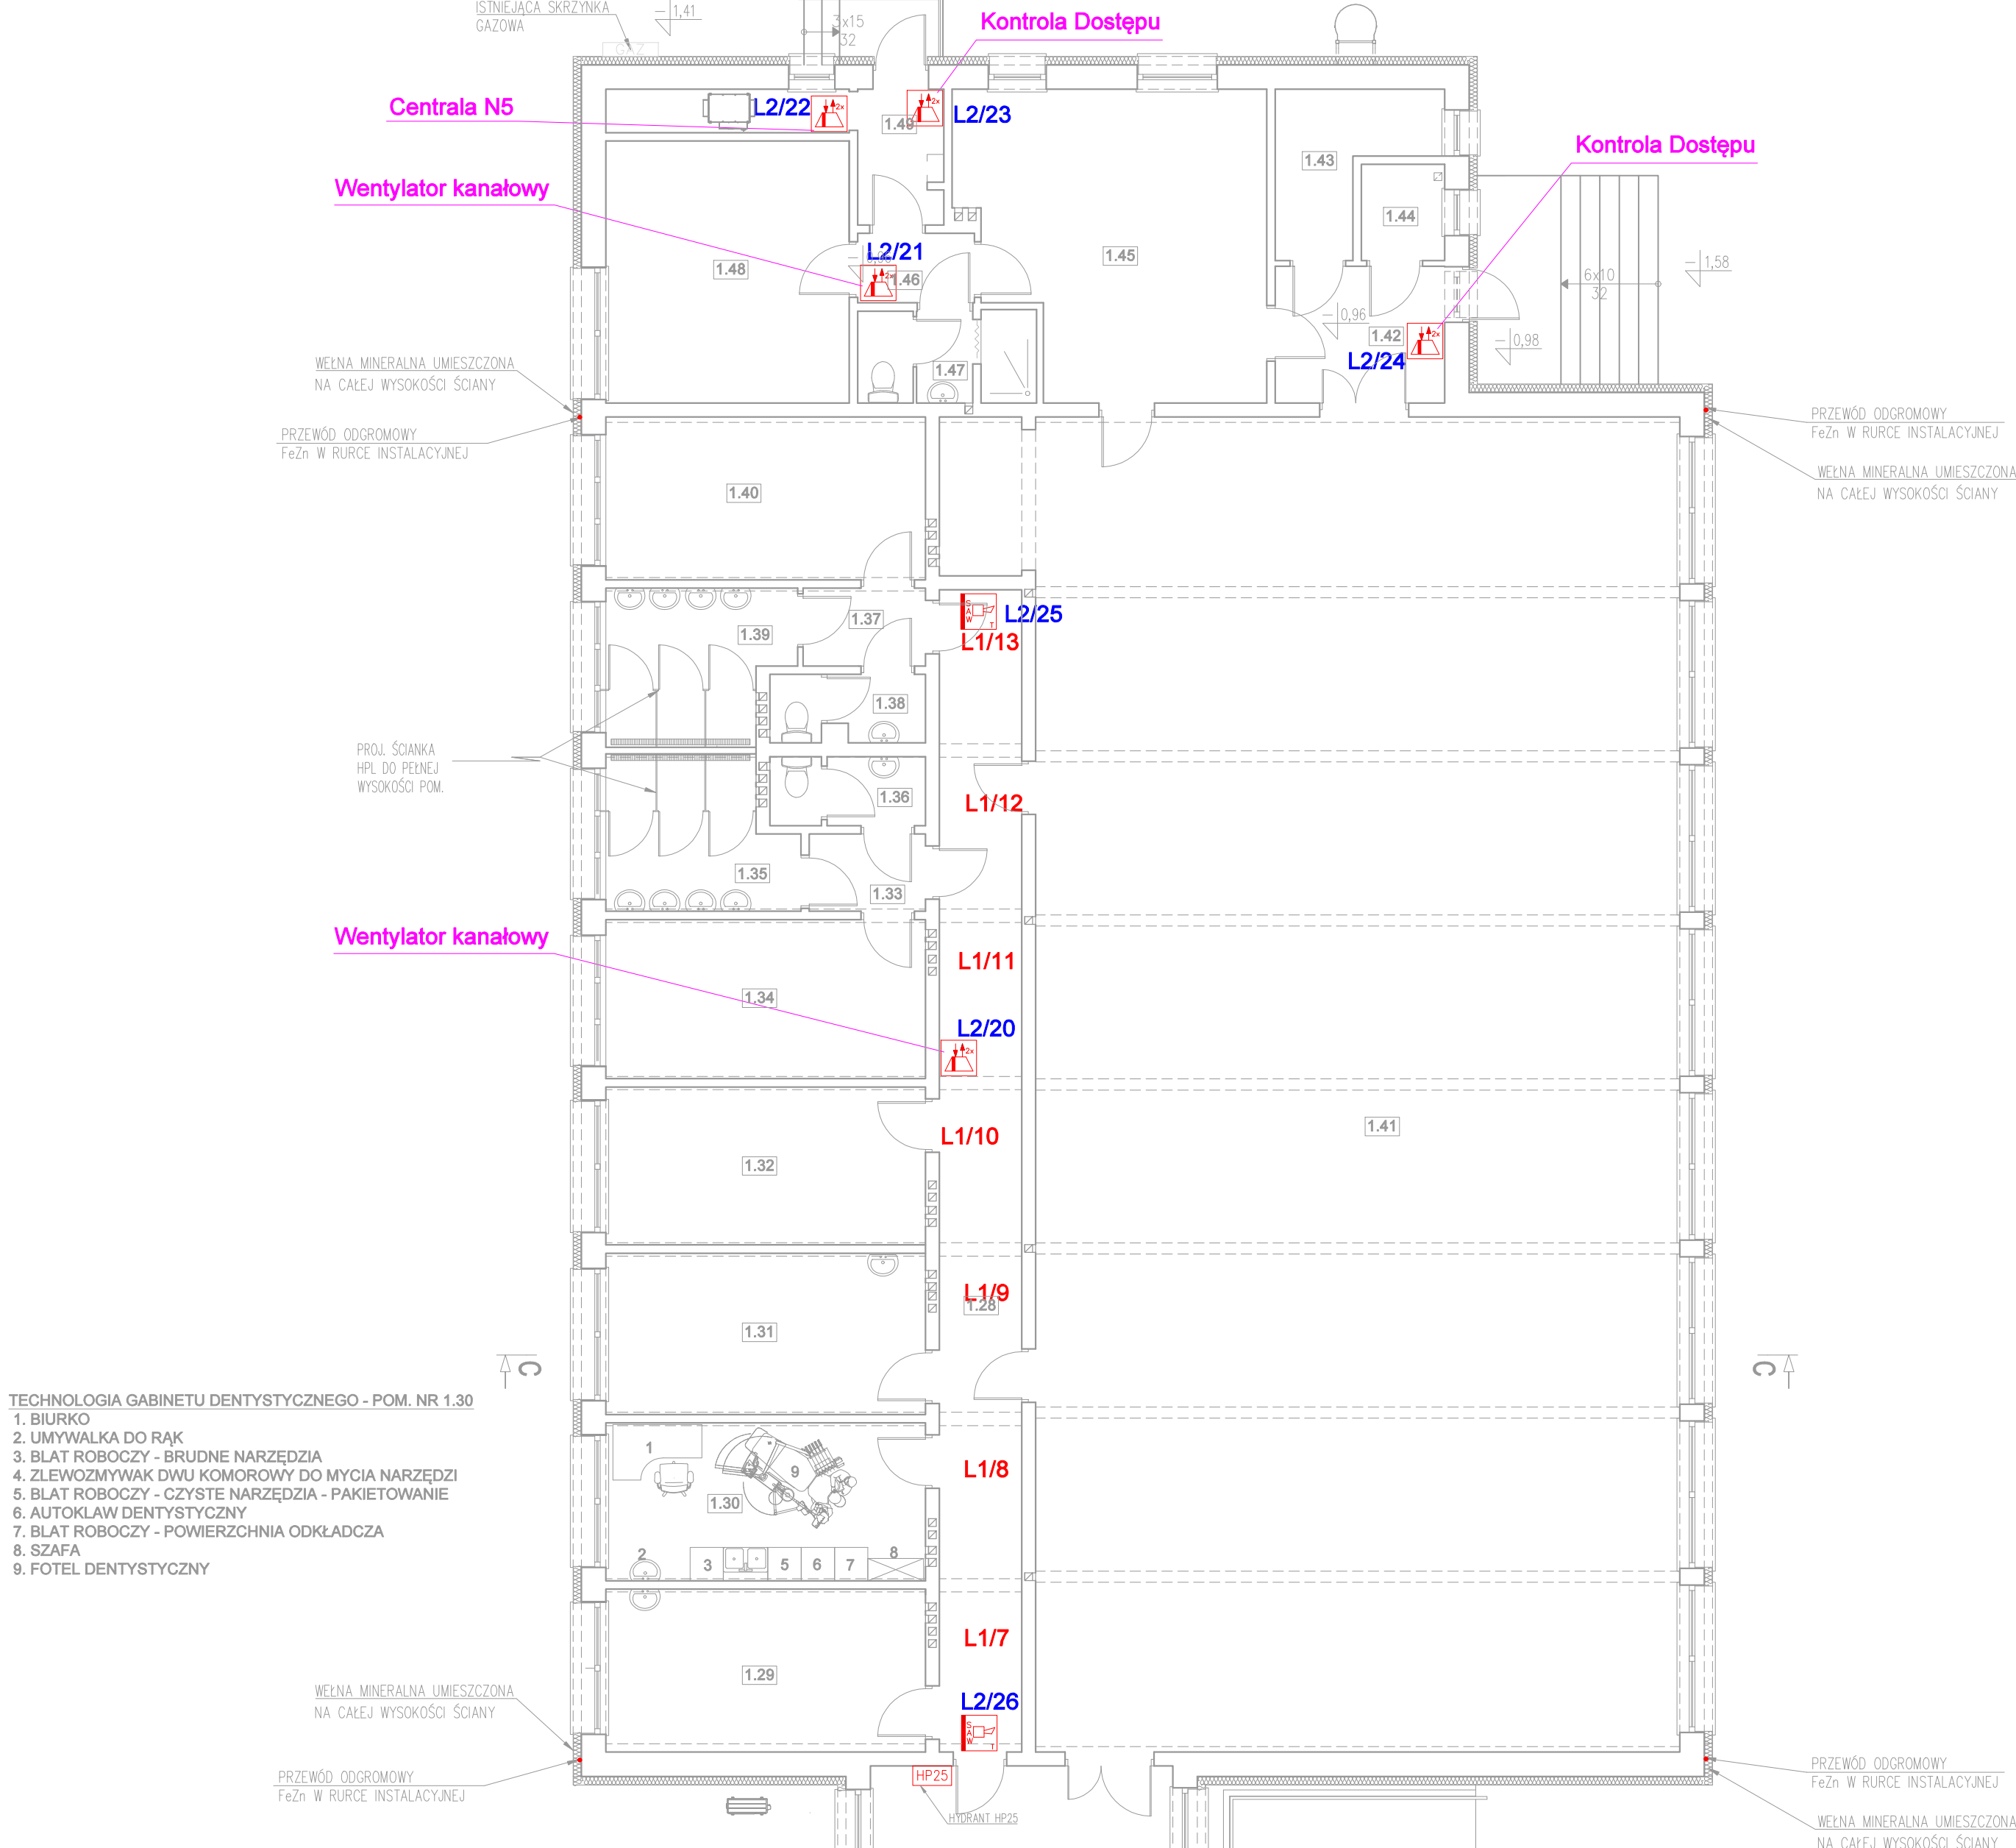 ISTNIEJĄCA SKRZYNKA
GAZOWA
1,41
GAZ
3x15
32
Kontrola Dostępu
Centrala N5
L2/22
1.49
L2/23
Kontrola Dostępu
1.43
Wentylator kanałowy
1.44
L2/21
1.48
1.46
1.45
1,58
6x10
32
0,96
0,98
1.42
L2/24
1.47
WEŁNA MINERALNA UMIESZCZONA
NA CAŁEJ WYSOKOŚCI ŚCIANY
PRZEWÓD ODGROMOWY
FeZn W RURCE INSTALACYJNEJ
PRZEWÓD ODGROMOWY
FeZn W RURCE INSTALACYJNEJ
WEŁNA MINERALNA UMIESZCZONA
NA CAŁEJ WYSOKOŚCI ŚCIANY
1.40
SAW
T
L2/25
L1/13
1.37
1.39
1.38
PROJ. ŚCIANKA
HPL DO PEŁNEJ
WYSOKOŚCI POM.
1.36
L1/12
1.35
1.33
Wentylator kanałowy
L1/11
1.34
L2/20
2x
L1/10
1.41
1.32
L1/9
1.28
1.31
C
C
TECHNOLOGIA GABINETU DENTYSTYCZNEGO - POM. NR 1.30
1. BIURKO
2. UMYWALKA DO RĄK
3. BLAT ROBOCZY - BRUDNE NARZĘDZIA
4. ZLEWOZMYWAK DWU KOMOROWY DO MYCIA NARZĘDZI
5. BLAT ROBOCZY - CZYSTE NARZĘDZIA - PAKIETOWANIE
6. AUTOKLAW DENTYSTYCZNY
7. BLAT ROBOCZY - POWIERZCHNIA ODKŁADCZA
8. SZAFA
9. FOTEL DENTYSTYCZNY
1
9
1.30
L1/8
2
3
5
6
7
8
L1/7
1.29
L2/26
SAW
T
WEŁNA MINERALNA UMIESZCZONA
NA CAŁEJ WYSOKOŚCI ŚCIANY
PRZEWÓD ODGROMOWY
FeZn W RURCE INSTALACYJNEJ
HP25
HYDRANT HP25
PRZEWÓD ODGROMOWY
FeZn W RURCE INSTALACYJNEJ
WEŁNA MINERALNA UMIESZCZONA
NA CAŁEJ WYSOKOŚCI ŚCIANY